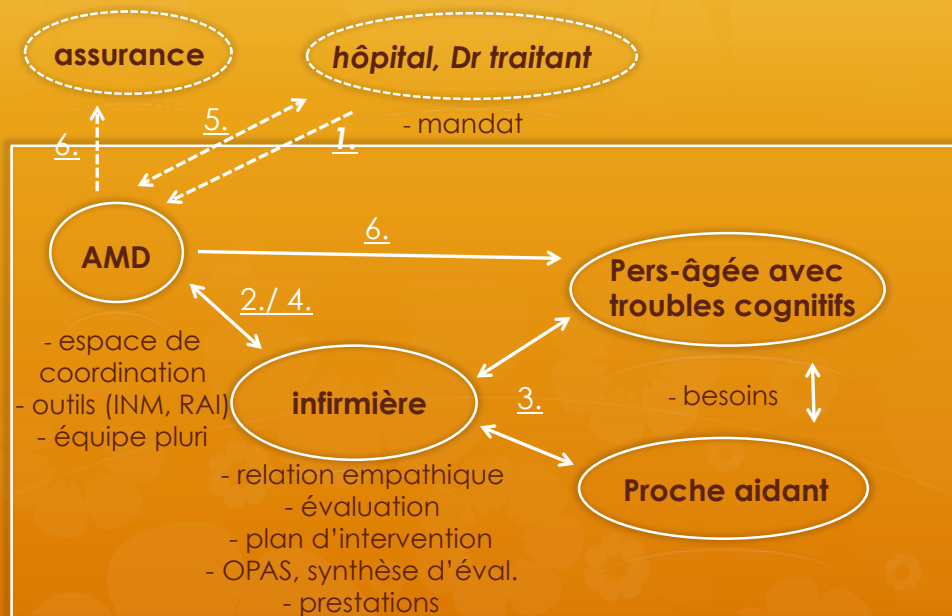 assurance
hôpital, Dr traitant
- mandat
5.
1.
6.
AMD
6.
Pers-âgée avec
troubles cognitifs
2./ 4.
- espace de
coordination
- outils (INM, RAI)
- équipe pluri
infirmière
3.
- besoins
Proche aidant
- relation empathique
- évaluation
- plan d’intervention
- OPAS, synthèse d’éval.
- prestations